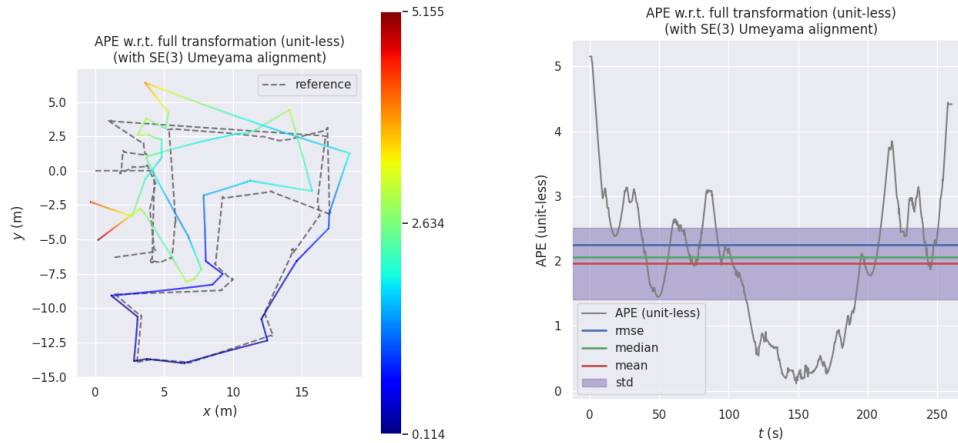 APE w.r.t. full transformation (unit-less)
(with SE(3) Umeyama alignment)
reference
5.0
2.5
0.0
−2.5
−5.0
−7.5
−10.0
−12.5
−15.0
y (m)
0
5
10
15
x (m)
5.155
2.634
0.114
APE w.r.t. full transformation (unit-less)
(with SE(3) Umeyama alignment)
5
4
3
2
1
0
APE (unit-less)
APE (unit-less)
rmse
median
mean
std
0
50
100
150
200
250
t (s)